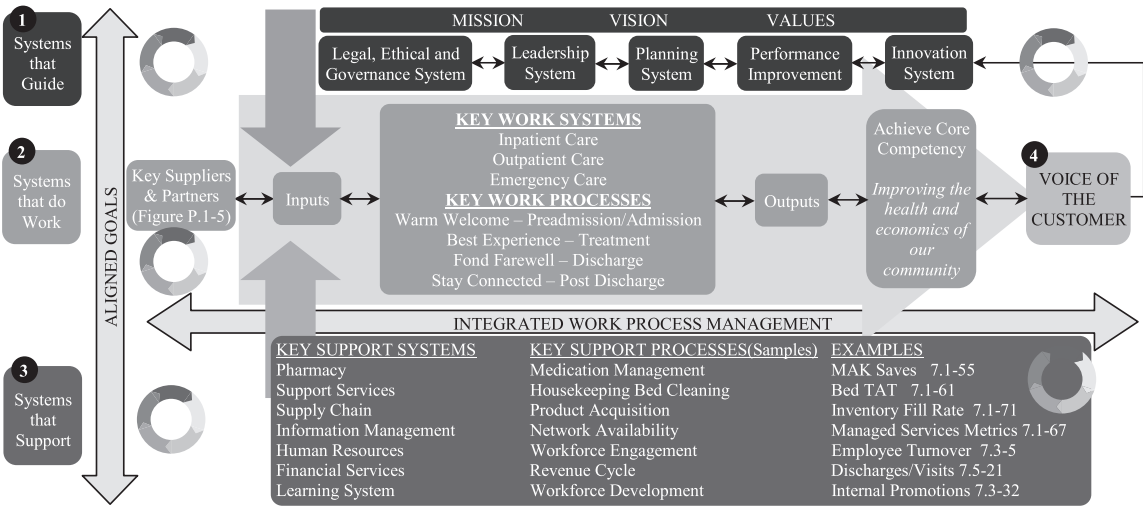 1
Systems
that
Guide
MISSION VISION VALUES
Legal, Ethical and
Governance System
Leadership
System
Planning
System
Performance
Improvement
Innovation
System
2
Systems
that do
Work
ALIGNED GOALS
Key Suppliers
& Partners
(Figure P.1-5)
Inputs
KEY WORK SYSTEMS
Inpatient Care
Outpatient Care
Emergency Care
KEY WORK PROCESSES
Warm Welcome – Preadmission/Admission
Best Experience – Treatment
Fond Farewell – Discharge
Stay Connected – Post Discharge
Outputs
Achieve Core
Competency
Improving the
health and
economics of
our
community
4
VOICE OF
THE
CUSTOMER
INTEGRATED WORK PROCESS MANAGEMENT
3
Systems
that
Support
KEY SUPPORT SYSTEMS KEY SUPPORT PROCESSES(Samples) EXAMPLES
Pharmacy Medication Management MAK Saves 7.1-55
Support Services Housekeeping Bed Cleaning Bed TAT 7.1-61
Supply Chain Product Acquisition Inventory Fill Rate 7.1-71
Information Management Network Availability Managed Services Metrics 7.1-67
Human Resources Workforce Engagement Employee Turnover 7.3-5
Financial Services Revenue Cycle Discharges/Visits 7.5-21
Learning System Workforce Development Internal Promotions 7.3-32